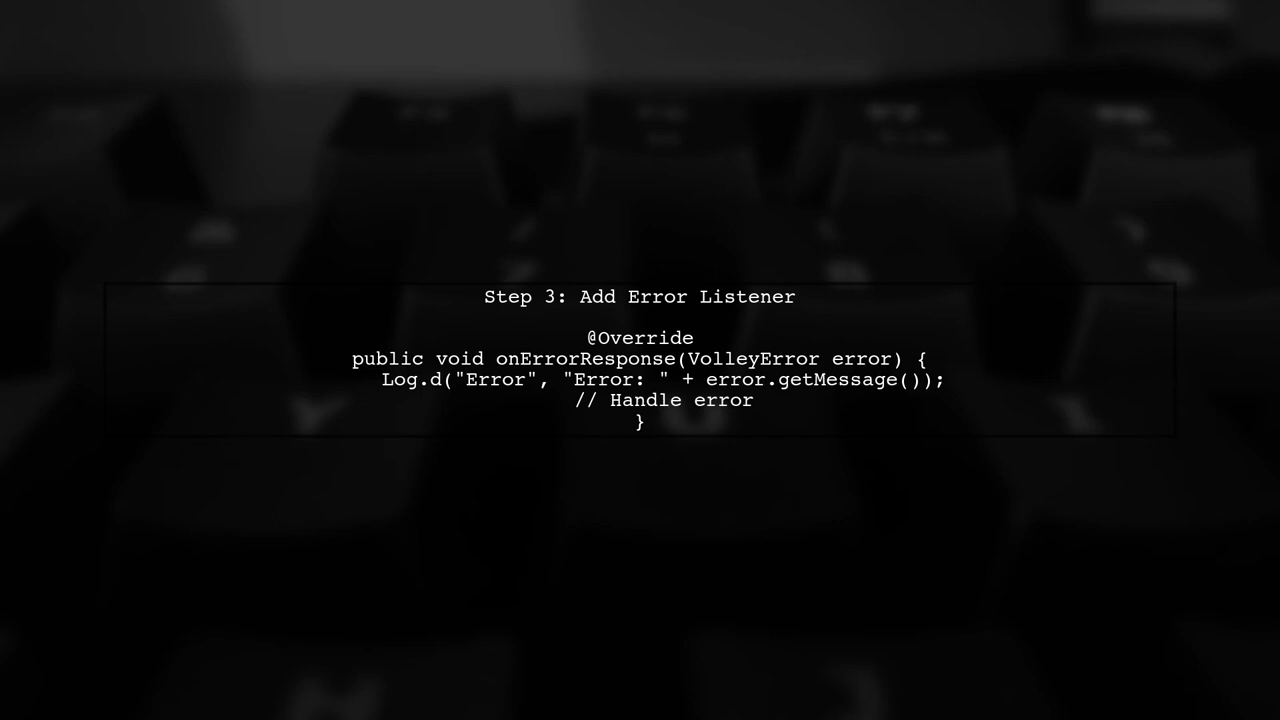 Step 3: Add Error Listener
@Override
public void onErrorResponse(VolleyError error) {
Log.d("Error", "Error: " + error.getMessage());
// Handle error
}